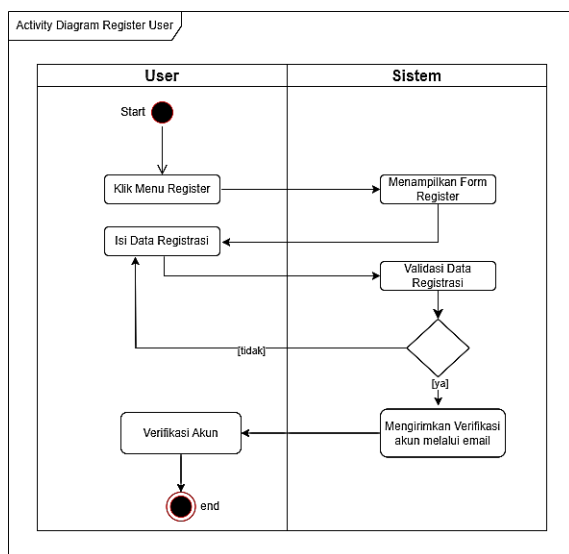 Activity Diagram Register User
User
Sistem
Start
Klik Menu Register
Menampilkan Form
Register
Isi Data Registrasi
Validasi Data
Registrasi
[tidak]
[ya]
Mengirimkan Verifikasi
akun melalui email
Verifikasi Akun
end